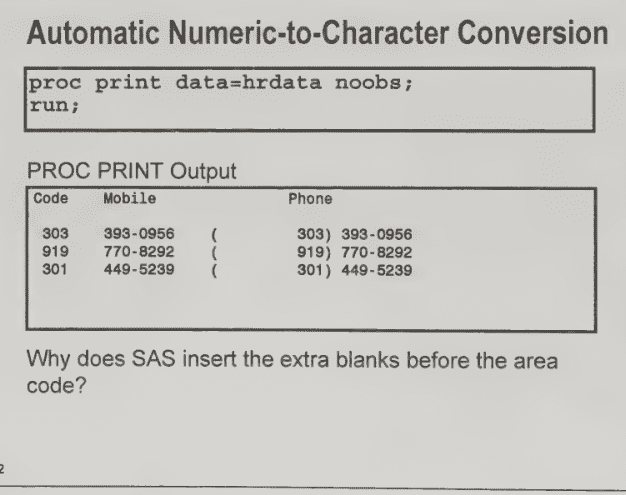 Automatic Numeric-to-Character Conversion
proc print data=hrdata noobs;
run;
PROC PRINT Output
Code Mobile Phone
303 393-0956 ( 303) 393-0956
919 770-8292 ( 919) 770-8292
301 449-5239 ( 301) 449-5239
Why does SAS insert the extra blanks before the area
code?
2